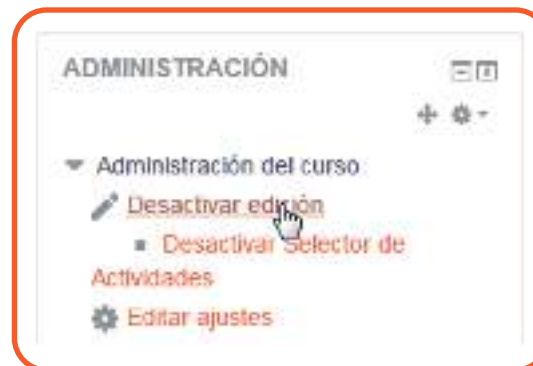 ADMINISTRACIÓN
Administración del curso
Desactivar edición
Desactivar Selector de
Actividades
Editar ajustes